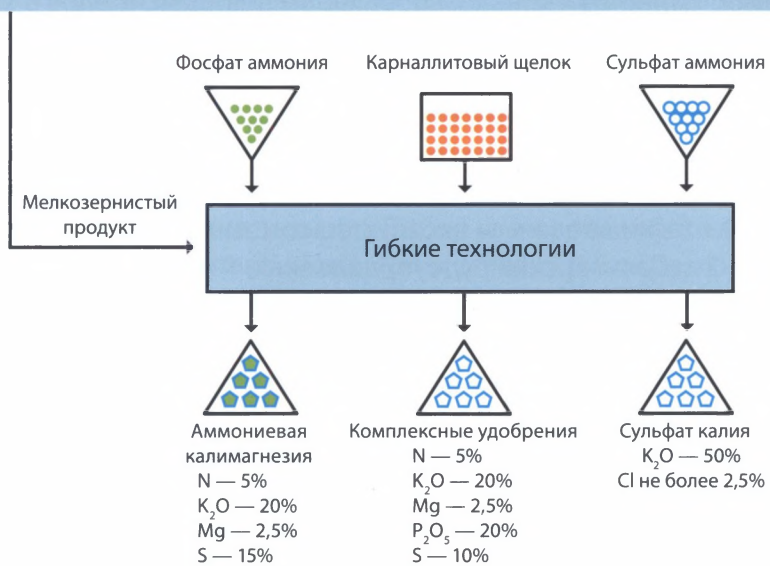 Фосфат аммония
Карналлитовый щелок
Сульфат аммония
Мелкозернистый
продукт
Гибкие технологии
Аммониевая
калимагнезия
N — 5%
K₂O — 20%
Mg — 2,5%
S — 15%
Комплексные удобрения
N — 5%
K₂O — 20%
Mg — 2,5%
P₂O₅ — 20%
S — 10%
Сульфат калия
K₂O — 50%
Cl не более 2,5%